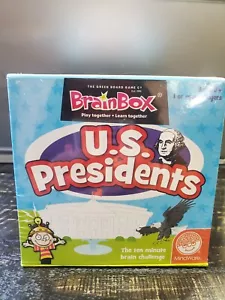 THE GREEN BOARD GAME CO
BrainBox
Play together • Learn together
U.S.
Presidents
The ten minute
brain challenge
MINDWARE